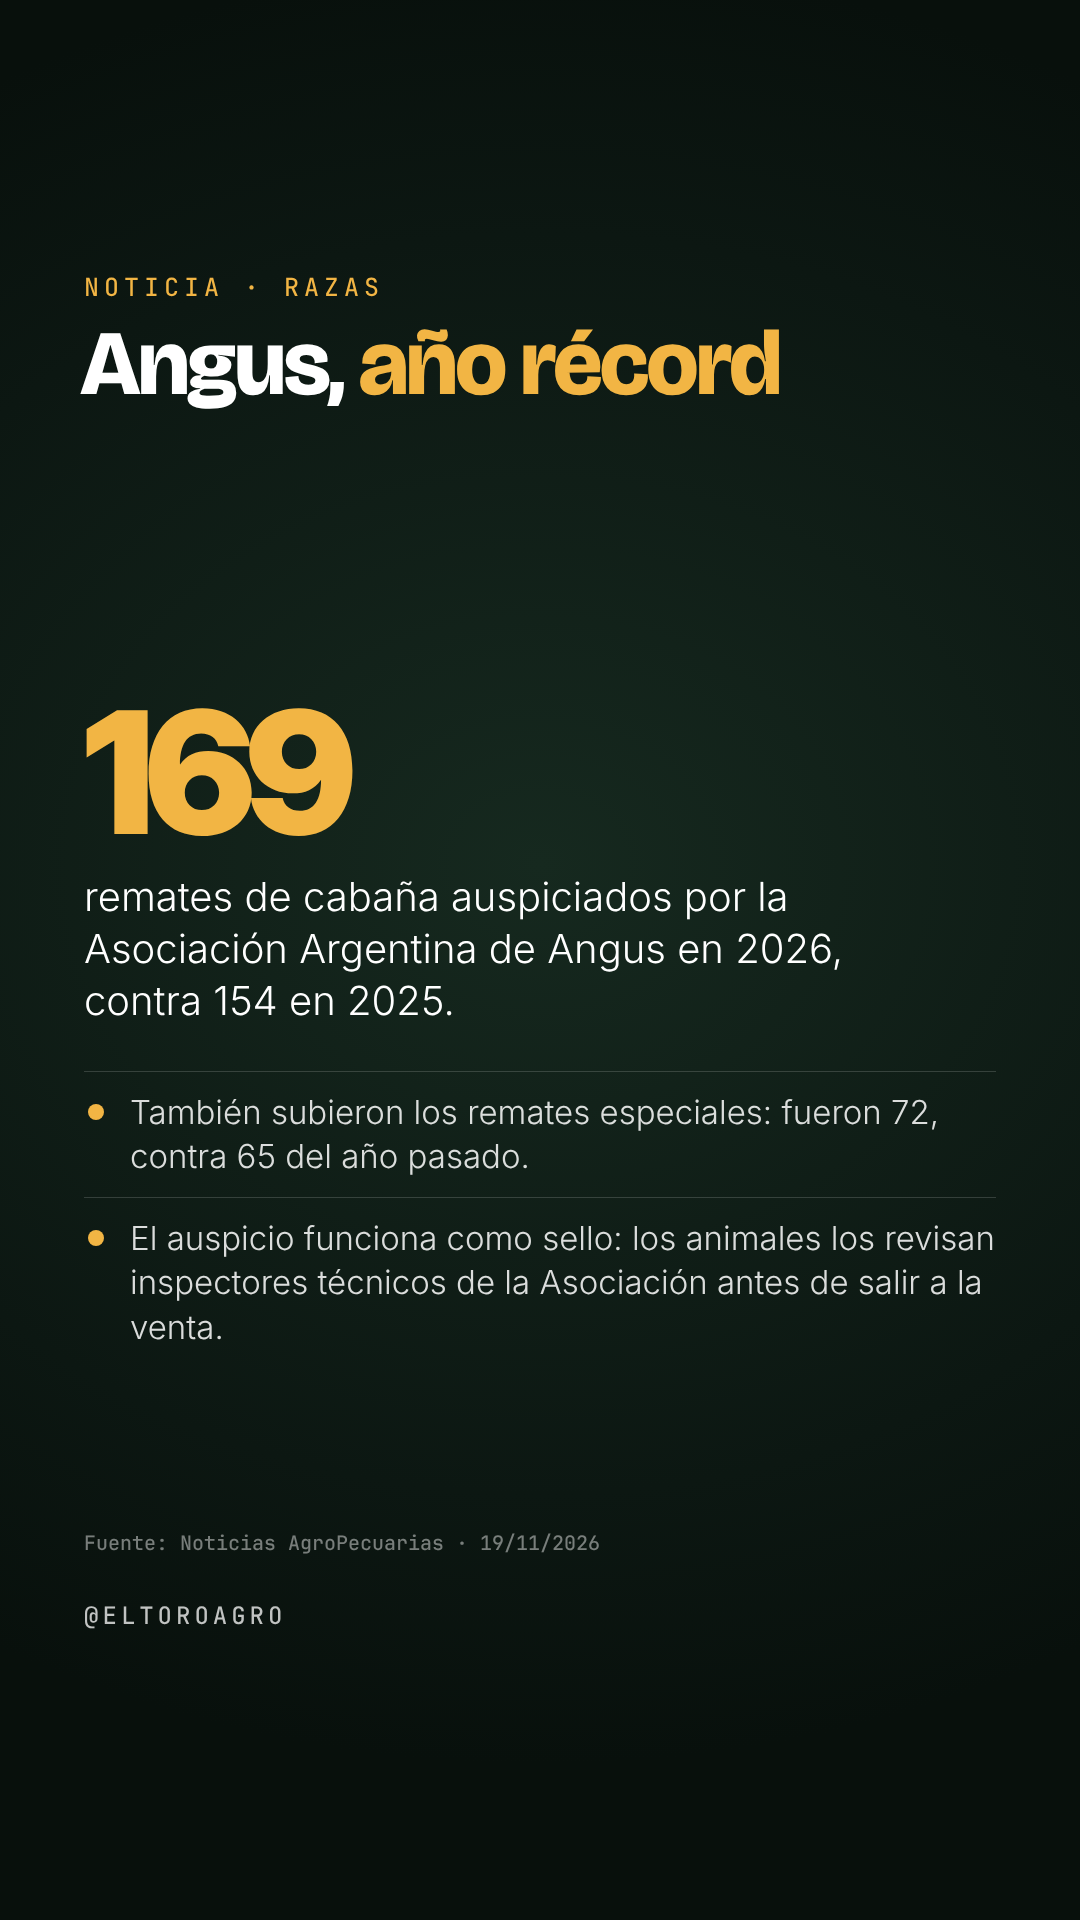 NOTICIA · RAZAS
Angus, año récord
169
remates de cabaña auspiciados por la
Asociación Argentina de Angus en 2026,
contra 154 en 2025.
También subieron los remates especiales: fueron 72,
contra 65 del año pasado.
El auspicio funciona como sello: los animales los revisan
inspectores técnicos de la Asociación antes de salir a la
venta.
Fuente: Noticias AgroPecuarias · 19/11/2026
@ELTOROAGRO